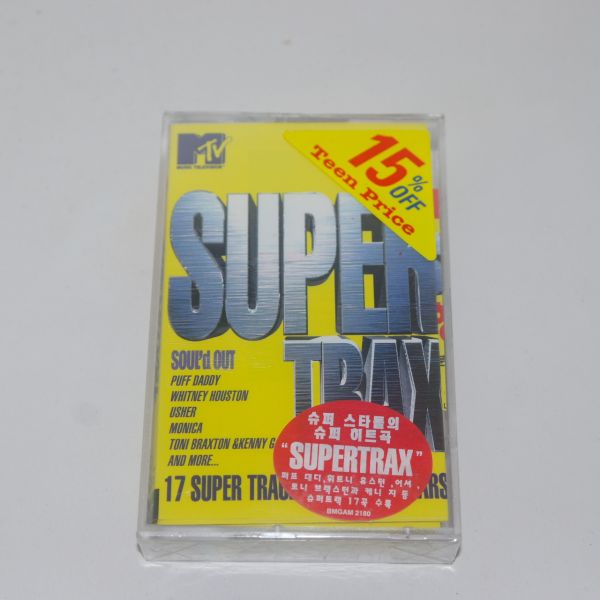 MTV
MUSIC TELEVISION
15% OFF
Teen Price
SUPER
TRAX
SOUL'd OUT
PUFF DADDY
WHITNEY HOUSTON
USHER
MONICA
TONI BRAXTON &KENNY G
AND MORE...
17 SUPER
슈퍼 스타들의
슈퍼 히트곡
"SUPERTRAX"
퍼프 대디,휘트니 휴스턴,어셔,
토니 브랙스턴과 케니 지 등
슈퍼트랙 17곡 수록
BMGAM 2180